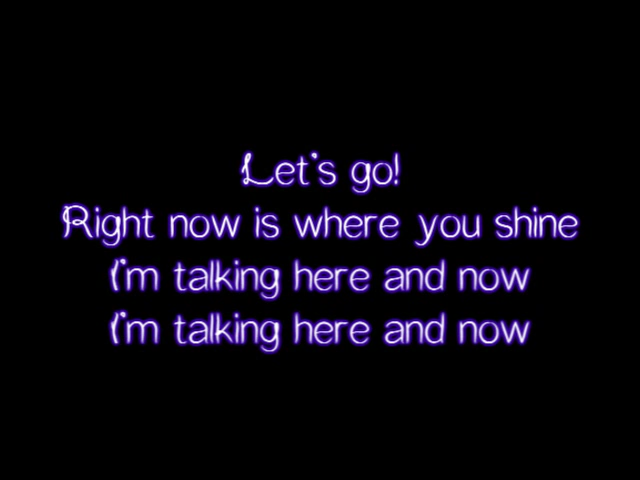 Let's go!
Right now is where you shine
I'm talking here and now
I'm talking here and now